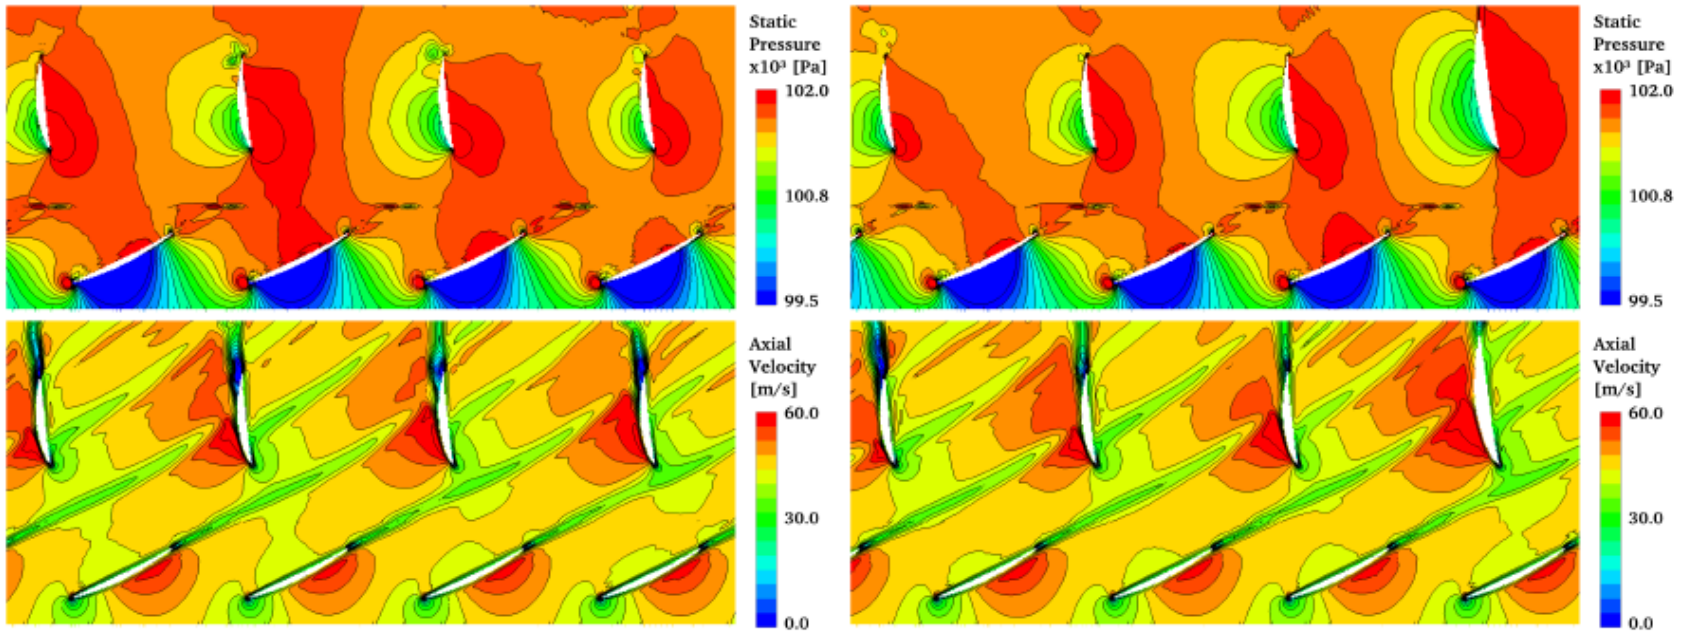 Static
Pressure
x10³ [Pa]
102.0
100.8
99.5
Static
Pressure
x10³ [Pa]
102.0
100.8
99.5
Axial
Velocity
[m/s]
60.0
30.0
0.0
Axial
Velocity
[m/s]
60.0
30.0
0.0